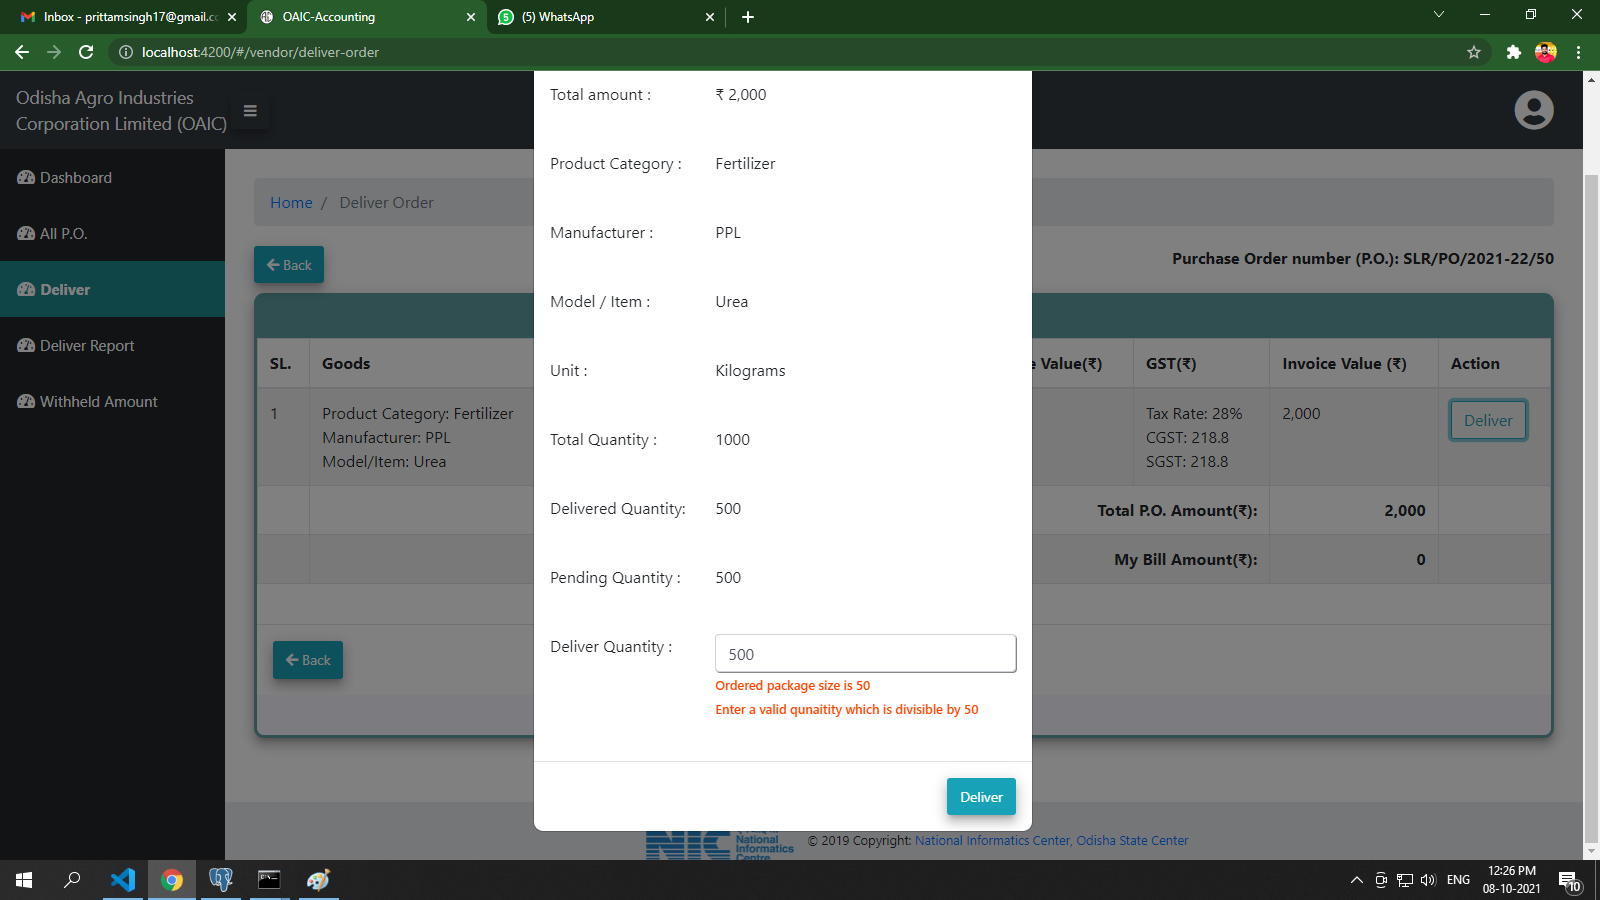 Inbox - prittamsingh17@gmail.cc
OAIC-Accounting
(5) WhatsApp
localhost:4200/#/vendor/deliver-order
Odisha Agro Industries
Corporation Limited (OAIC)
Dashboard
All P.O.
Deliver
Deliver Report
Withheld Amount
Home / Deliver Order
Back
Purchase Order number (P.O.): SLR/PO/2021-22/50
SL. Goods Value(₹) GST(₹) Invoice Value (₹) Action
1 Product Category: Fertilizer Tax Rate: 28% 2,000 Deliver
Manufacturer: PPL CGST: 218.8
Model/Item: Urea SGST: 218.8
Total P.O. Amount(₹): 2,000
My Bill Amount(₹): 0
Back
Total amount : ₹ 2,000
Product Category : Fertilizer
Manufacturer : PPL
Model / Item : Urea
Unit : Kilograms
Total Quantity : 1000
Delivered Quantity: 500
Pending Quantity : 500
Deliver Quantity : 500
Ordered package size is 50
Enter a valid qunaitity which is divisible by 50
Deliver
NIC National
Informatics
Centre
© 2019 Copyright: National Informatics Center, Odisha State Center
ENG
12:26 PM
08-10-2021
10